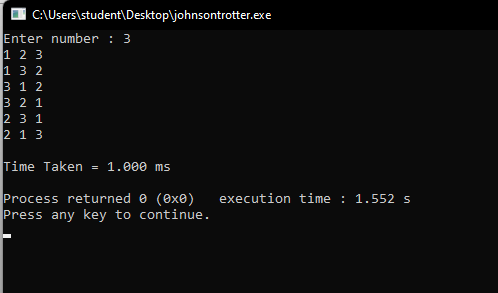 C:\Users\student\Desktop\johnsontrotter.exe
Enter number : 3
1 2 3
1 3 2
3 1 2
3 2 1
2 3 1
2 1 3
Time Taken = 1.000 ms
Process returned 0 (0x0)   execution time : 1.552 s
Press any key to continue.